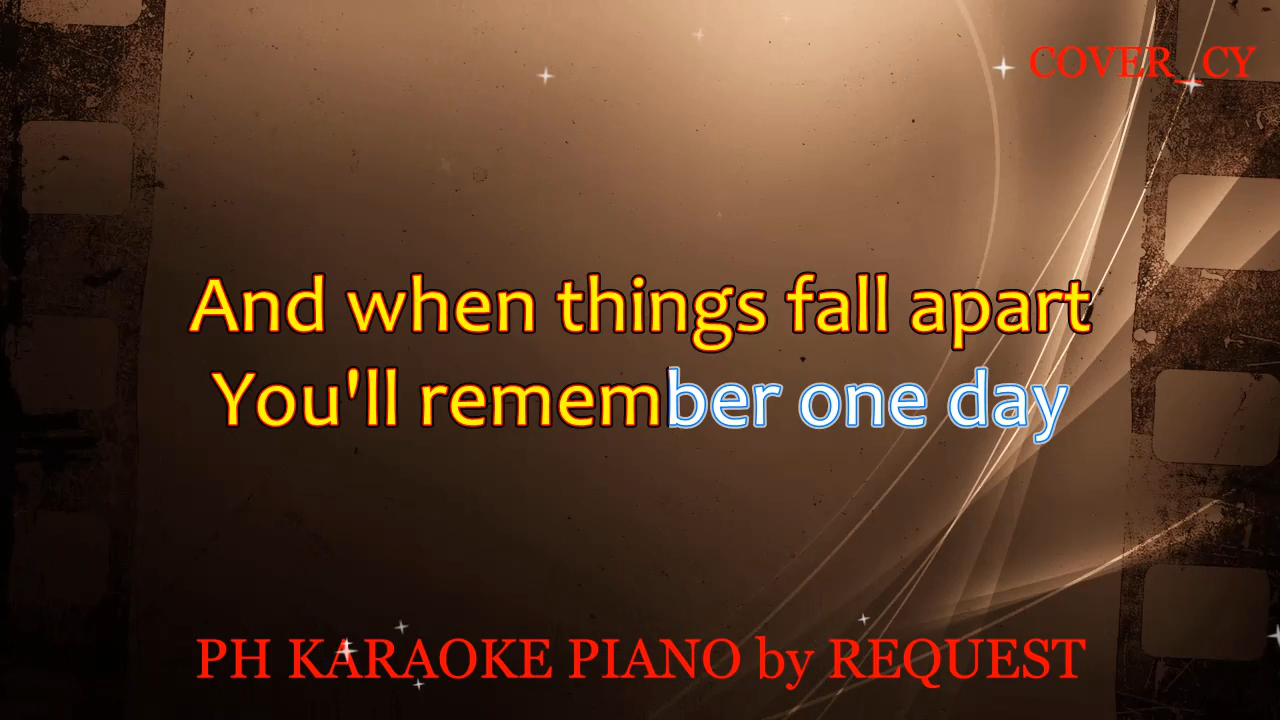 COVER_CY
And when things fall apart
You'll remember one day
PH KARAOKE PIANO by REQUEST